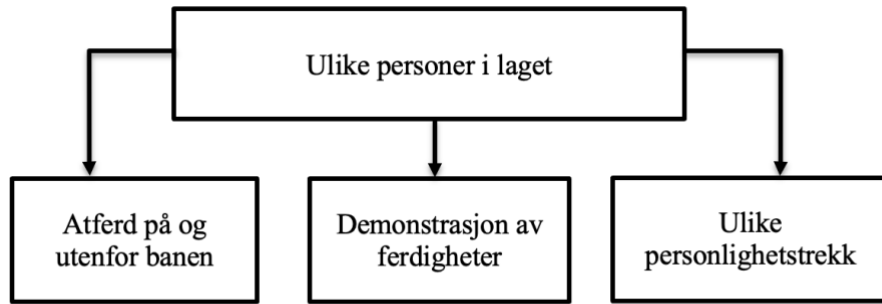 Ulike personer i laget
Atferd på og
utenfor banen
Demonstrasjon av
ferdigheter
Ulike
personlighetstrekk